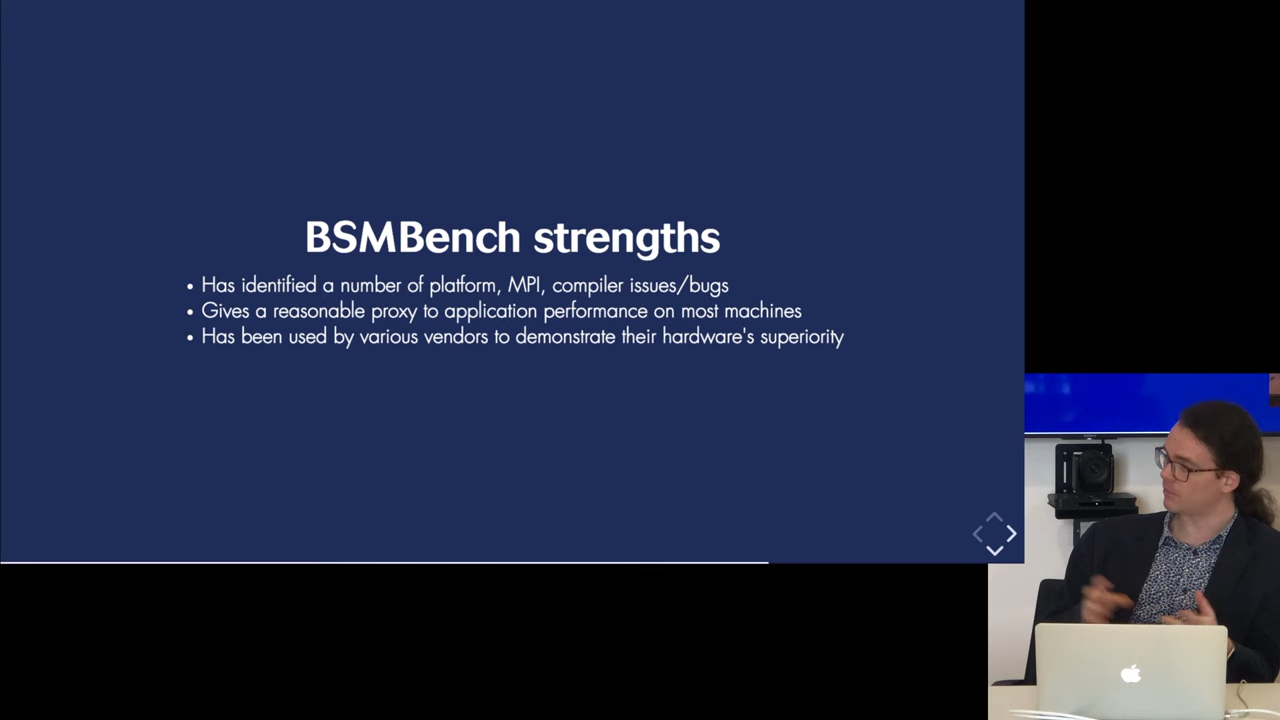 BSMBench strengths
• Has identified a number of platform, MPI, compiler issues/bugs
• Gives a reasonable proxy to application performance on most machines
• Has been used by various vendors to demonstrate their hardware's superiority